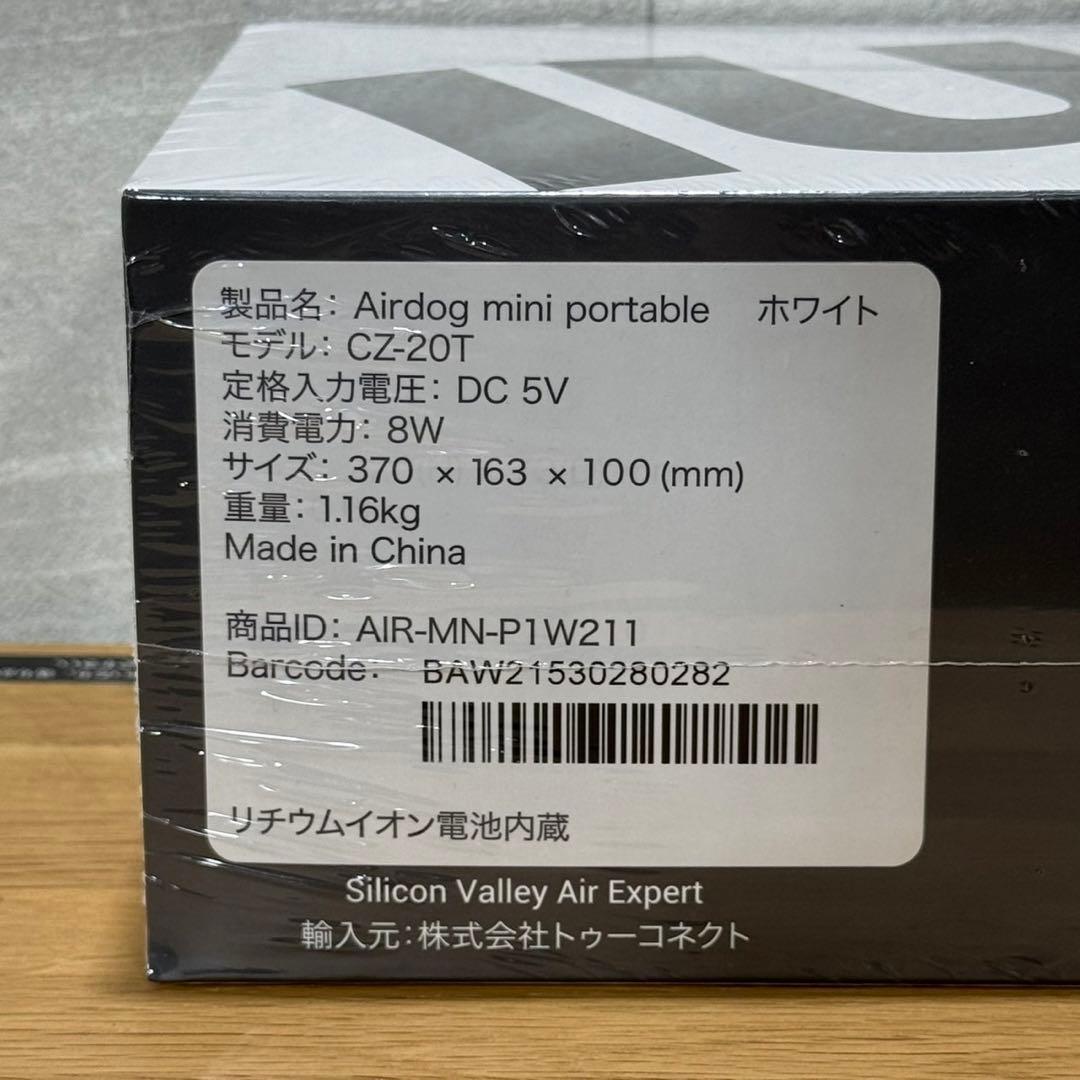 製品名: Airdog mini portable ホワイト
モデル: CZ-20T
定格入力電圧: DC 5V
消費電力: 8W
サイズ: 370 × 163 × 100 (mm)
重量: 1.16kg
Made in China
商品ID: AIR-MN-P1W211
Barcode: BAW21530280282
リチウムイオン電池内蔵
Silicon Valley Air Expert
輸入元:株式会社トゥーコネクト